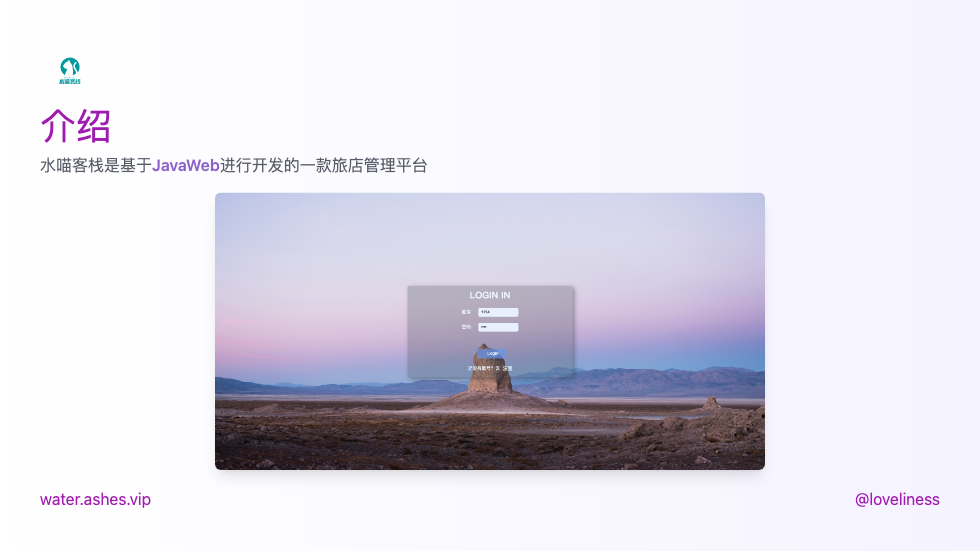 水喵客栈
介绍
水喵客栈是基于JavaWeb进行开发的一款旅店管理平台
LOGIN IN
账号
1234
密码
Login
还没有账号? 去 注册
water.ashes.vip
@loveliness